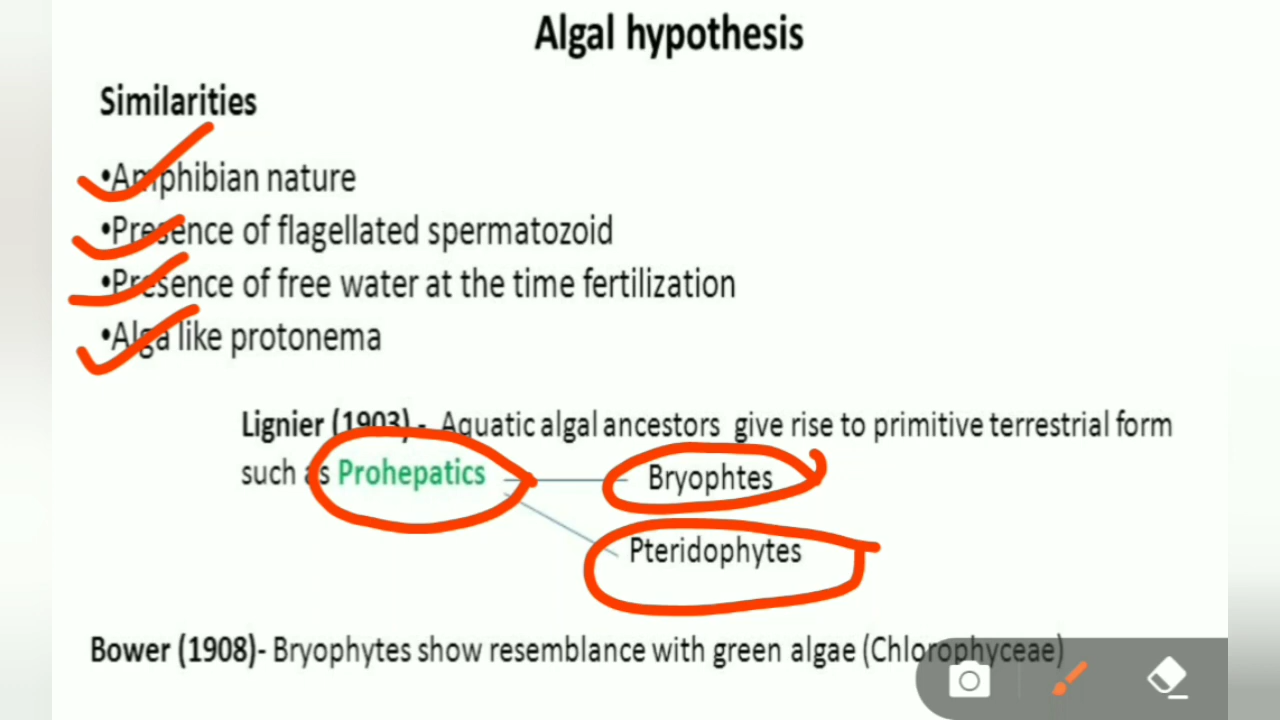 Algal hypothesis
Similarities
•Amphibian nature
•Presence of flagellated spermatozoid
•Presence of free water at the time fertilization
•Alga like protonema
Lignier (1903) - Aquatic algal ancestors give rise to primitive terrestrial form
such as Prohepatics
Bryophtes
Pteridophytes
Bower (1908)- Bryophytes show resemblance with green algae (Chlorophyceae)